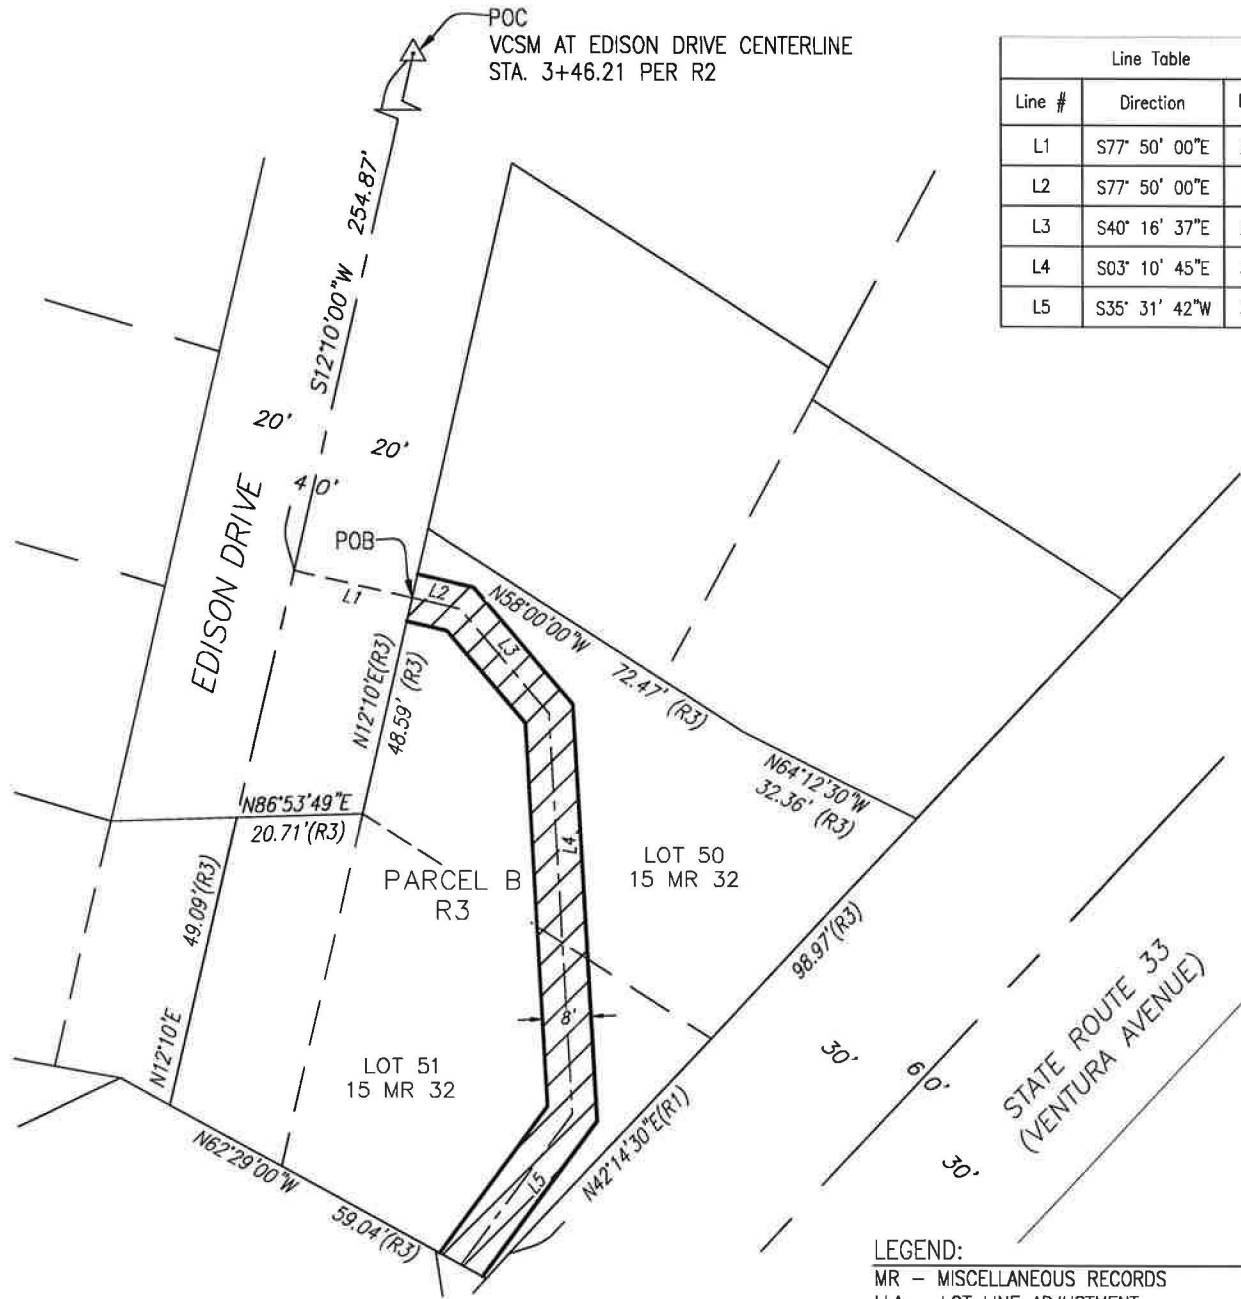 POC
VCSM AT EDISON DRIVE CENTERLINE
STA. 3+46.21 PER R2
Line Table
Line # Direction
L1 S77° 50' 00"E
L2 S77° 50' 00"E
L3 S40° 16' 37"E
L4 S03° 10' 45"E
L5 S35° 31' 42"W
S12°10'00"W 254.87'
20'
20'
40'
EDISON DRIVE
POB
L1
L2
L3
N58°00'00"W
72.47' (R3)
N12°10'E(R3)
48.59' (R3)
N64°12'30"W
32.36' (R3)
N86°53'49"E
20.71'(R3)
L4
LOT 50
15 MR 32
PARCEL B
R3
49.09'(R3)
N12°10'E
98.97'(R3)
8'
LOT 51
15 MR 32
30'
60'
30'
STATE ROUTE 33
(VENTURA AVENUE)
N42°14'30"E(R1)
L5
N62°29'00"W
59.04'(R3)
LEGEND:
MR – MISCELLANEOUS RECORDS